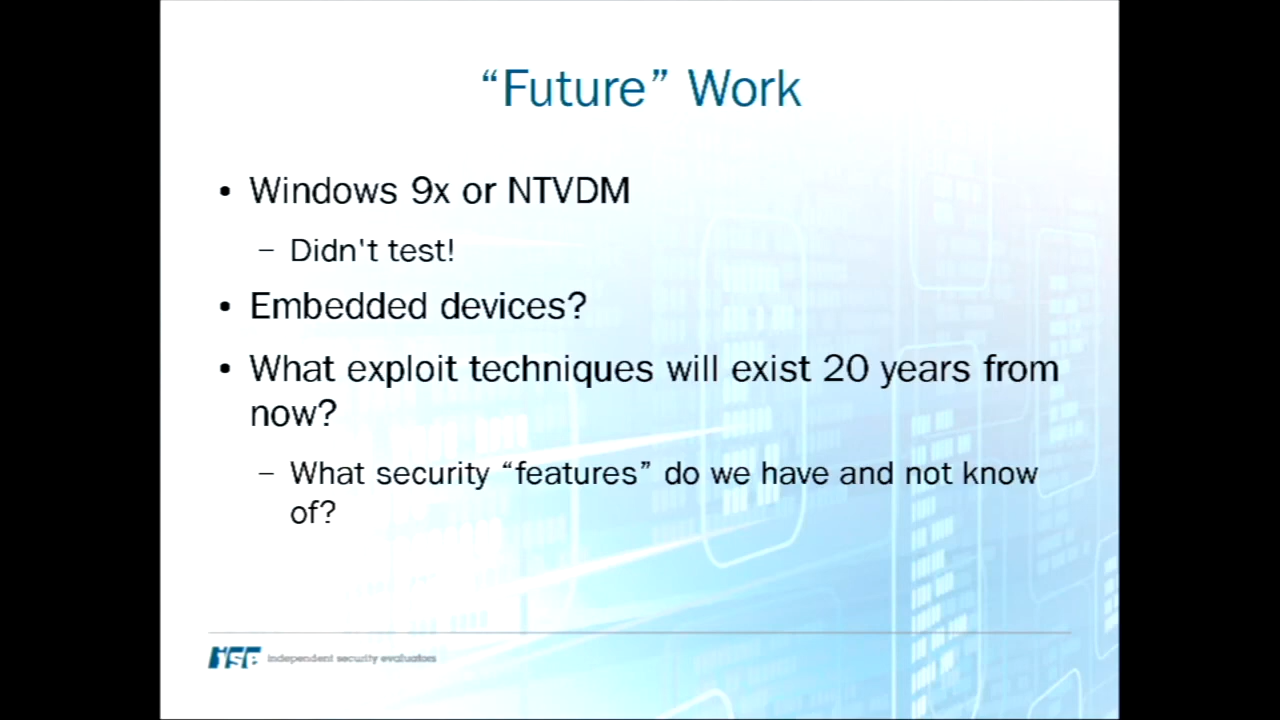 “Future” Work
• Windows 9x or NTVDM
– Didn't test!
• Embedded devices?
• What exploit techniques will exist 20 years from
now?
– What security “features” do we have and not know
of?
ise independent security evaluators